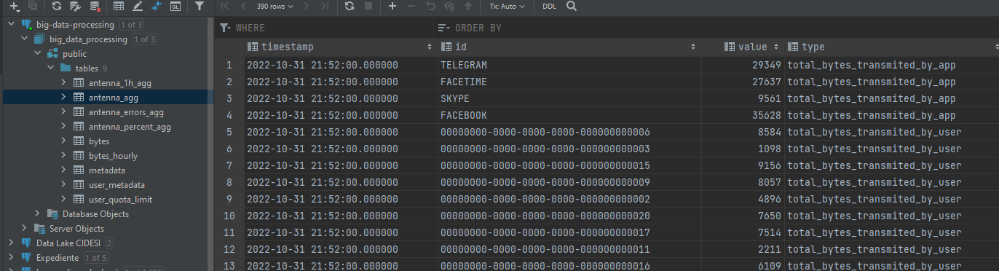 390 rows Tx: Auto DDL
big-data-processing 1 of 3
big_data_processing 1 of 3
public
tables 9
antenna_1h_agg
antenna_agg
antenna_errors_agg
antenna_percent_agg
bytes
bytes_hourly
metadata
user_metadata
user_quota_limit
Database Objects
Server Objects
Data Lake CIDESI 2
Expediente 1 of 5
WHERE ORDER BY
timestamp id value type
1 2022-10-31 21:52:00.000000 TELEGRAM 29349 total_bytes_transmited_by_app
2 2022-10-31 21:52:00.000000 FACETIME 27637 total_bytes_transmited_by_app
3 2022-10-31 21:52:00.000000 SKYPE 9561 total_bytes_transmited_by_app
4 2022-10-31 21:52:00.000000 FACEBOOK 35628 total_bytes_transmited_by_app
5 2022-10-31 21:52:00.000000 00000000-0000-0000-0000-000000000006 8584 total_bytes_transmited_by_user
6 2022-10-31 21:52:00.000000 00000000-0000-0000-0000-000000000003 1098 total_bytes_transmited_by_user
7 2022-10-31 21:52:00.000000 00000000-0000-0000-0000-000000000015 9156 total_bytes_transmited_by_user
8 2022-10-31 21:52:00.000000 00000000-0000-0000-0000-000000000009 8057 total_bytes_transmited_by_user
9 2022-10-31 21:52:00.000000 00000000-0000-0000-0000-000000000002 4896 total_bytes_transmited_by_user
10 2022-10-31 21:52:00.000000 00000000-0000-0000-0000-000000000020 7650 total_bytes_transmited_by_user
11 2022-10-31 21:52:00.000000 00000000-0000-0000-0000-000000000017 7514 total_bytes_transmited_by_user
12 2022-10-31 21:52:00.000000 00000000-0000-0000-0000-000000000011 2211 total_bytes_transmited_by_user
13 2022-10-31 21:52:00.000000 00000000-0000-0000-0000-000000000016 6109 total_bytes_transmited_by_user